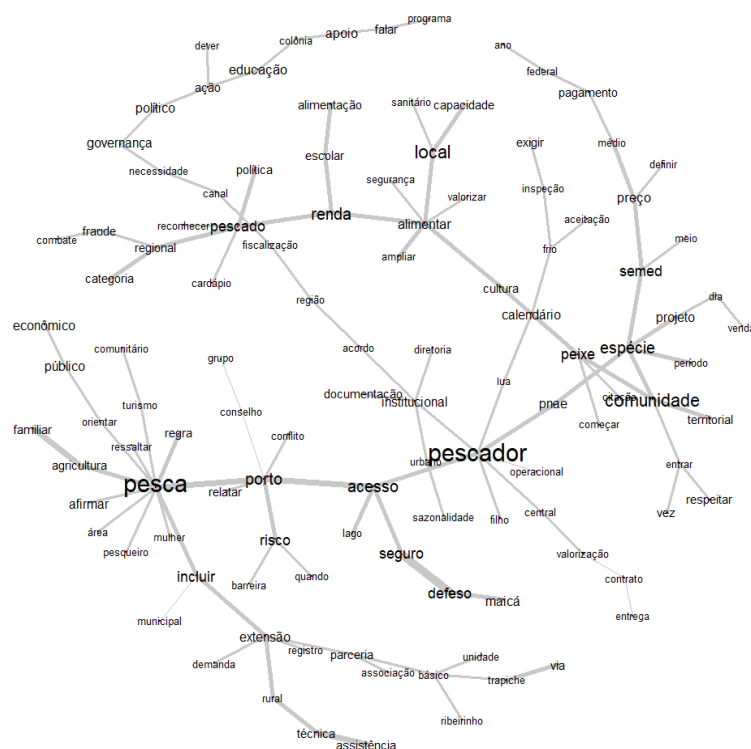 programa
falar
apoio
colônia
dever
ano
educação
federal
ação
pagamento
político
alimentação
sanitário
capacidade
governança
médio
exigir
local
escolar
definir
necessidade
política
segurança
inspeção
canal
valorizar
preço
renda
aceitação
reconhecer
pescado
alimentar
fraude
combate
regional
fiscalização
frio
meio
ampliar
semed
categoria
cardápio
cultura
dia
região
calendário
projeto
venda
econômico
comunitário
acordo
diretoria
peixe
espécie
grupo
período
público
lua
documentação
citação
turismo
institucional
pnae
comunidade
conselho
orientar
começar
territorial
familiar
regra
conflito
ressaltar
pescador
urbano
entrar
agricultura
operacional
pesca
porto
acesso
relatar
respeitar
afirmar
central
vez
sazonalidade
filho
área
lago
mulher
risco
pesqueiro
seguro
valorização
incluir
quando
contrato
barreira
defeso
maicá
municipal
entrega
extensão
registro
parceria
unidade
demanda
associação
básico
via
trapiche
rural
ribeirinho
técnica
assistência